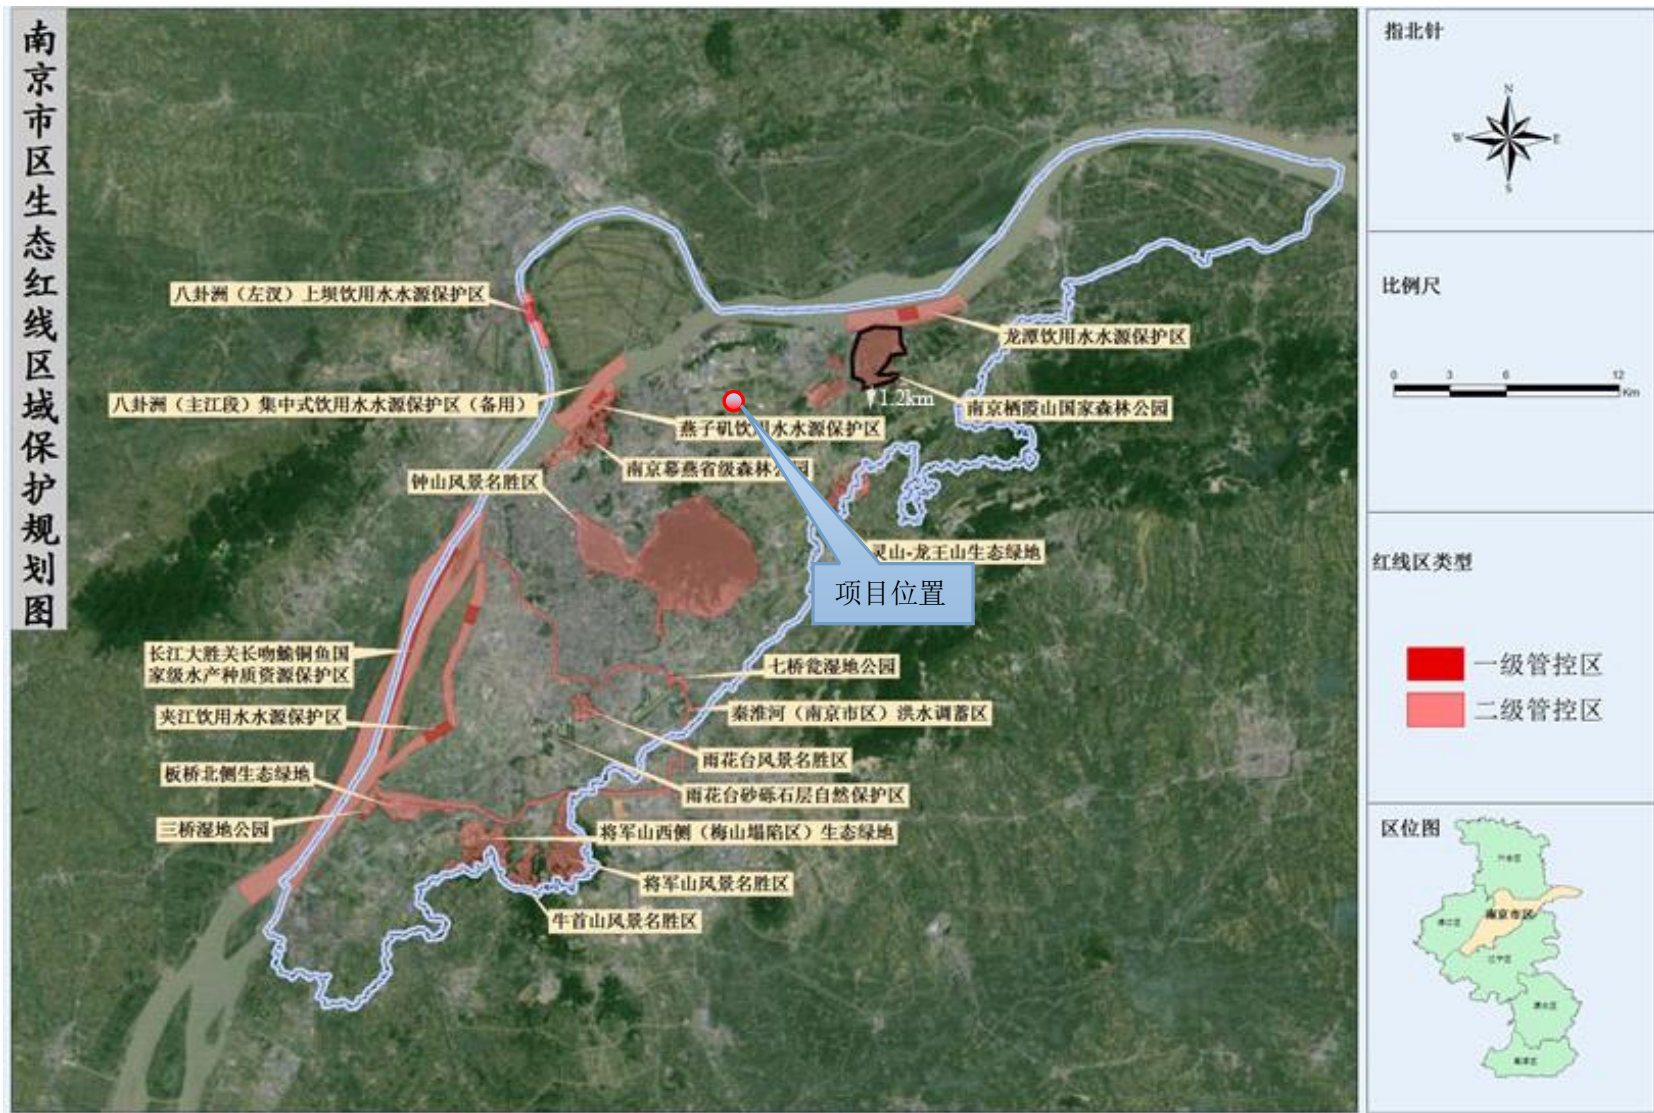 南京市区生态红线区域保护规划图
八卦洲（左汊）上坝饮用水水源保护区
龙潭饮用水水源保护区
1.2km
八卦洲（主江段）集中式饮用水水源保护区（备用）
南京栖霞山国家森林公园
燕子矶饮用水水源保护区
南京幕燕省级森林公园
钟山风景名胜区
灵山-龙王山生态绿地
项目位置
长江大胜关长吻鮠铜鱼国
家级水产种质资源保护区
七桥瓮湿地公园
夹江饮用水水源保护区
秦淮河（南京市区）洪水调蓄区
雨花台风景名胜区
板桥北侧生态绿地
雨花台砂砾石层自然保护区
三桥湿地公园
将军山西侧（梅山塌陷区）生态绿地
将军山风景名胜区
牛首山风景名胜区
指北针
N
W
E
S
比例尺
0 3 6 12
Km
红线区类型
一级管控区
二级管控区
区位图
南京市区
江宁区